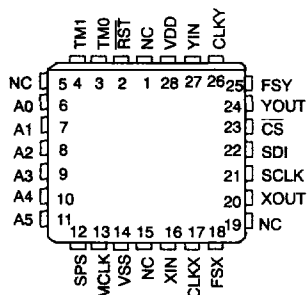 TM1 TM0 RST NC VDD YIN CLKY
4 3 2 1 28 27 26
NC 5 25 FSY
A0 6 24 YOUT
A1 7 23 CS
A2 8 22 SDI
A3 9 21 SCLK
A4 10 20 XOUT
A5 11 19 NC
12 13 14 15 16 17 18
SPS MCLK VSS NC XIN CLKX FSX